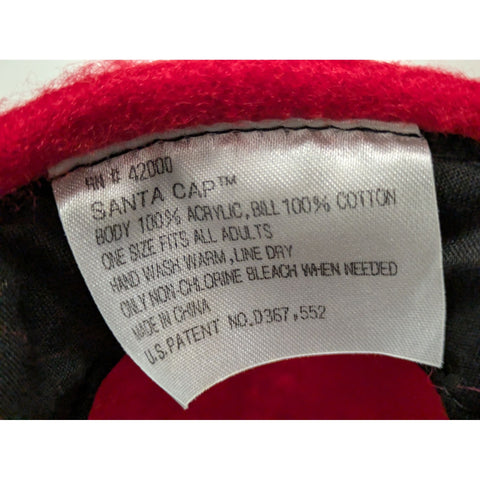 RN # 42000
SANTA CAP™
BODY 100% ACRYLIC, BILL 100% COTTON
ONE SIZE FITS ALL ADULTS
HAND WASH WARM, LINE DRY
ONLY NON-CHLORINE BLEACH WHEN NEEDED
MADE IN CHINA
U.S. PATENT NO. D367,552